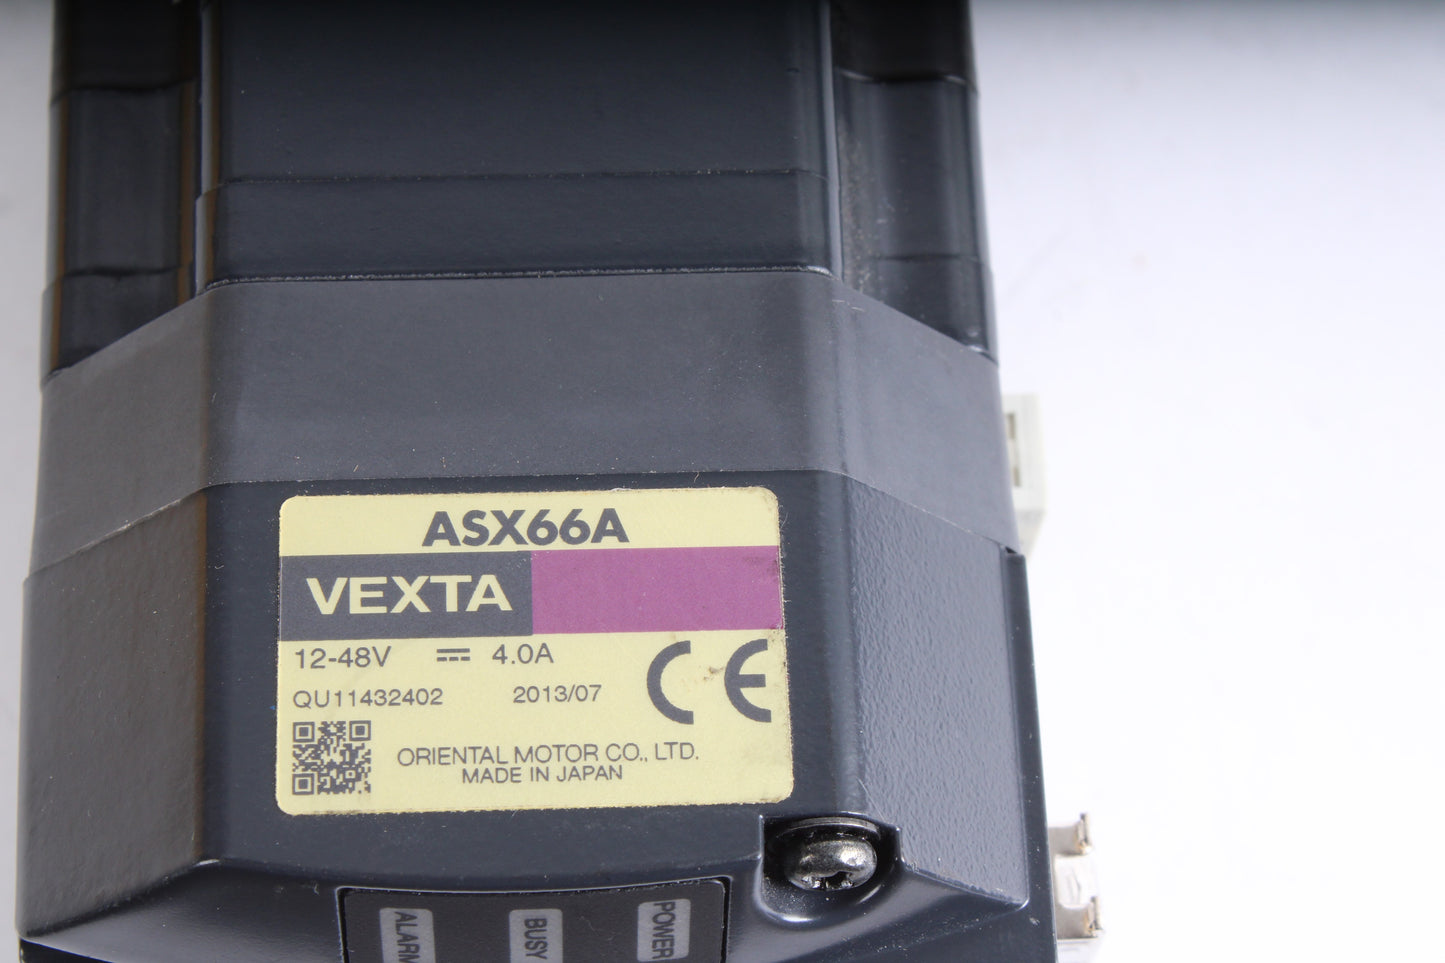 ASX66A
VEXTA
12-48V ⎓ 4.0A
QU11432402 2013/07
CE
ORIENTAL MOTOR CO., LTD.
MADE IN JAPAN
ALARM
BUSY
POWER